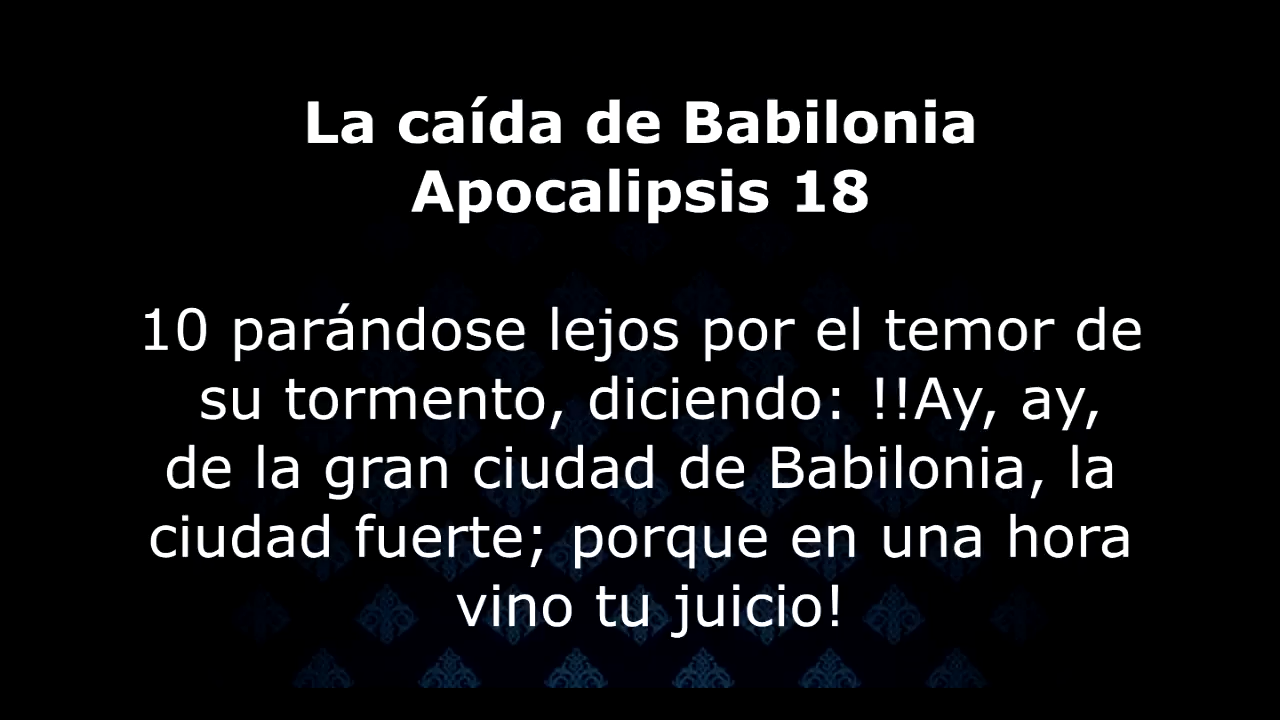 La caída de Babilonia
Apocalipsis 18
10 parándose lejos por el temor de
su tormento, diciendo: !!Ay, ay,
de la gran ciudad de Babilonia, la
ciudad fuerte; porque en una hora
vino tu juicio!